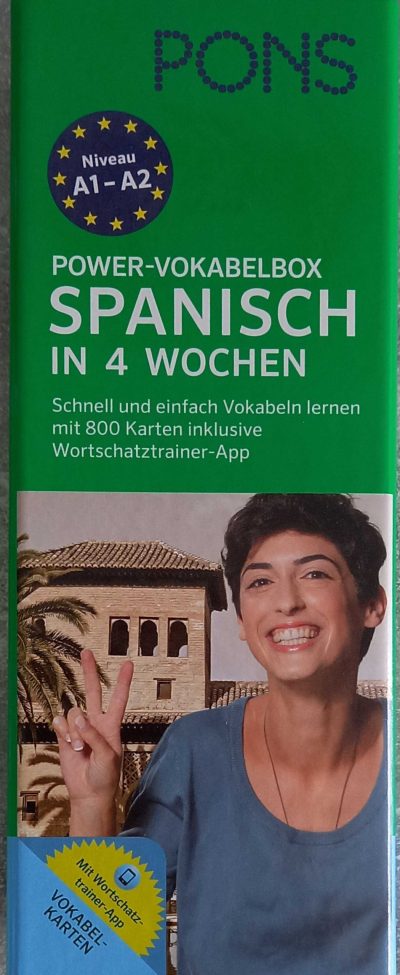 PONS
Niveau
A1–A2
POWER-VOKABELBOX
SPANISCH
IN 4 WOCHEN
Schnell und einfach Vokabeln lernen
mit 800 Karten inklusive
Wortschatztrainer-App
Mit Wortschatz-
trainer-App
VOKABEL-
KARTEN